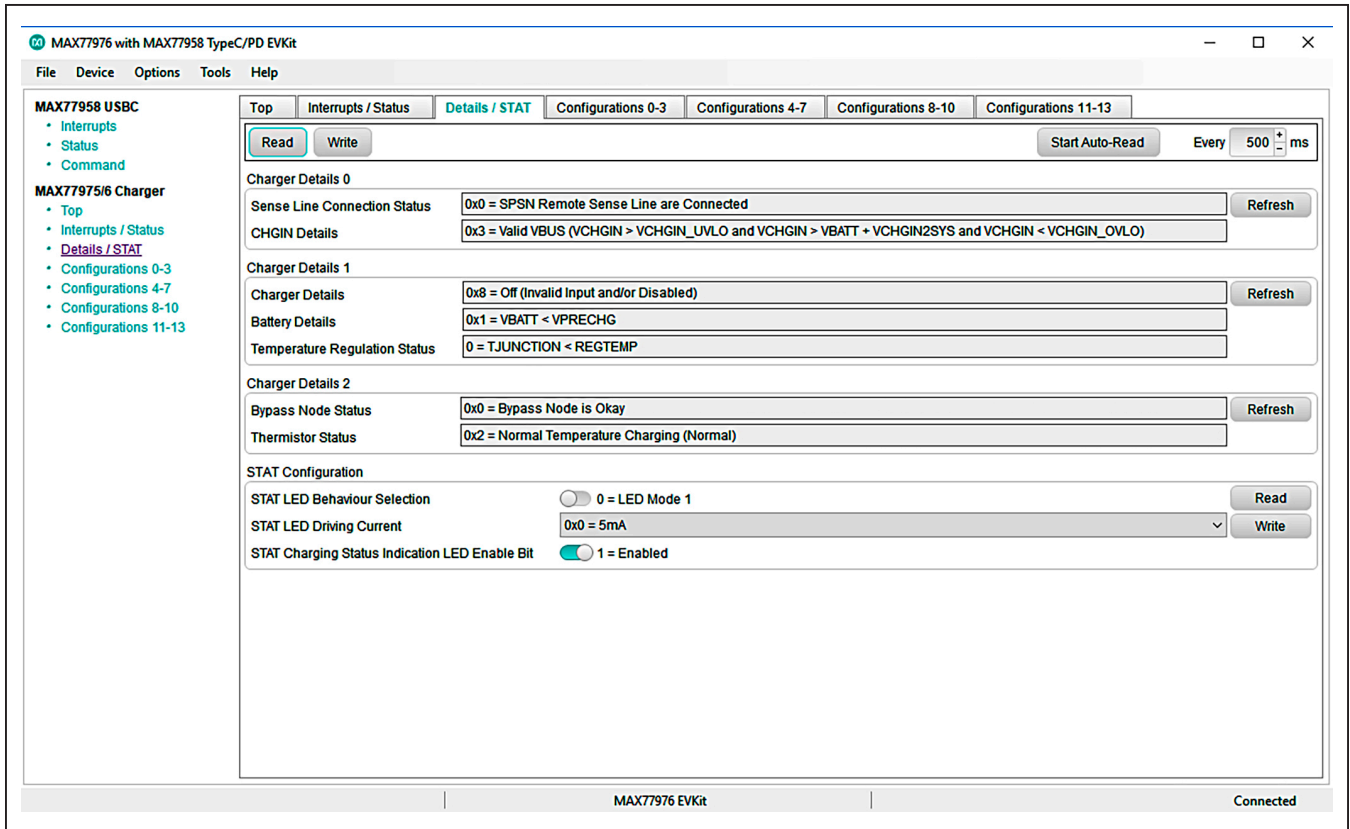 MAX77976 with MAX77958 TypeC/PD EVKit
File Device Options Tools Help
MAX77958 USBC
• Interrupts
• Status
• Command
MAX77975/6 Charger
• Top
• Interrupts / Status
• Details / STAT
• Configurations 0-3
• Configurations 4-7
• Configurations 8-10
• Configurations 11-13
Top Interrupts / Status Details / STAT Configurations 0-3 Configurations 4-7 Configurations 8-10 Configurations 11-13
Read Write Start Auto-Read Every 500 + - ms
Charger Details 0
Sense Line Connection Status 0x0 = SPSN Remote Sense Line are Connected Refresh
CHGIN Details 0x3 = Valid VBUS (VCHGIN > VCHGIN_UVLO and VCHGIN > VBATT + VCHGIN2SYS and VCHGIN < VCHGIN_OVLO)
Charger Details 1
Charger Details 0x8 = Off (Invalid Input and/or Disabled) Refresh
Battery Details 0x1 = VBATT < VPRECHG
Temperature Regulation Status 0 = TJUNCTION < REGTEMP
Charger Details 2
Bypass Node Status 0x0 = Bypass Node is Okay Refresh
Thermistor Status 0x2 = Normal Temperature Charging (Normal)
STAT Configuration
STAT LED Behaviour Selection 0 = LED Mode 1 Read
STAT LED Driving Current 0x0 = 5mA Write
STAT Charging Status Indication LED Enable Bit 1 = Enabled
MAX77976 EVKit Connected